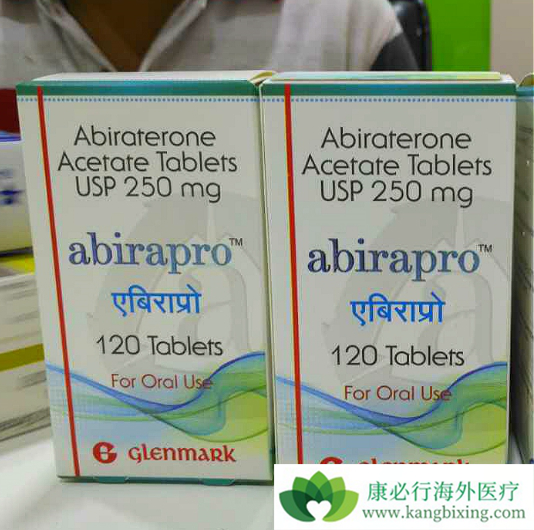 Abiraterone
Acetate Tablets
USP 250 mg
abirapro™
एबिराप्रो
120 Tablets
For Oral Use
G glenmark
Abiraterone
Acetate Tablets
USP 250 mg
abirapro™
एबिराप्रो
120 Tablets
For Oral Use
glenmark
康必行海外医疗
www.kangbixing.com